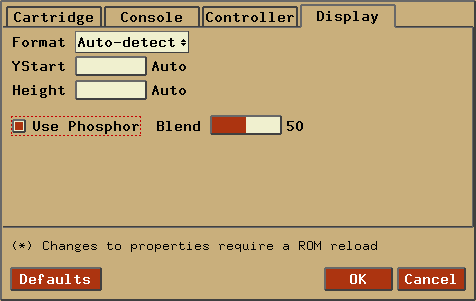 Cartridge Console Controller Display
Format Auto-detect
YStart Auto
Height Auto
Use Phosphor Blend 50
(*) Changes to properties require a ROM reload
Defaults OK Cancel